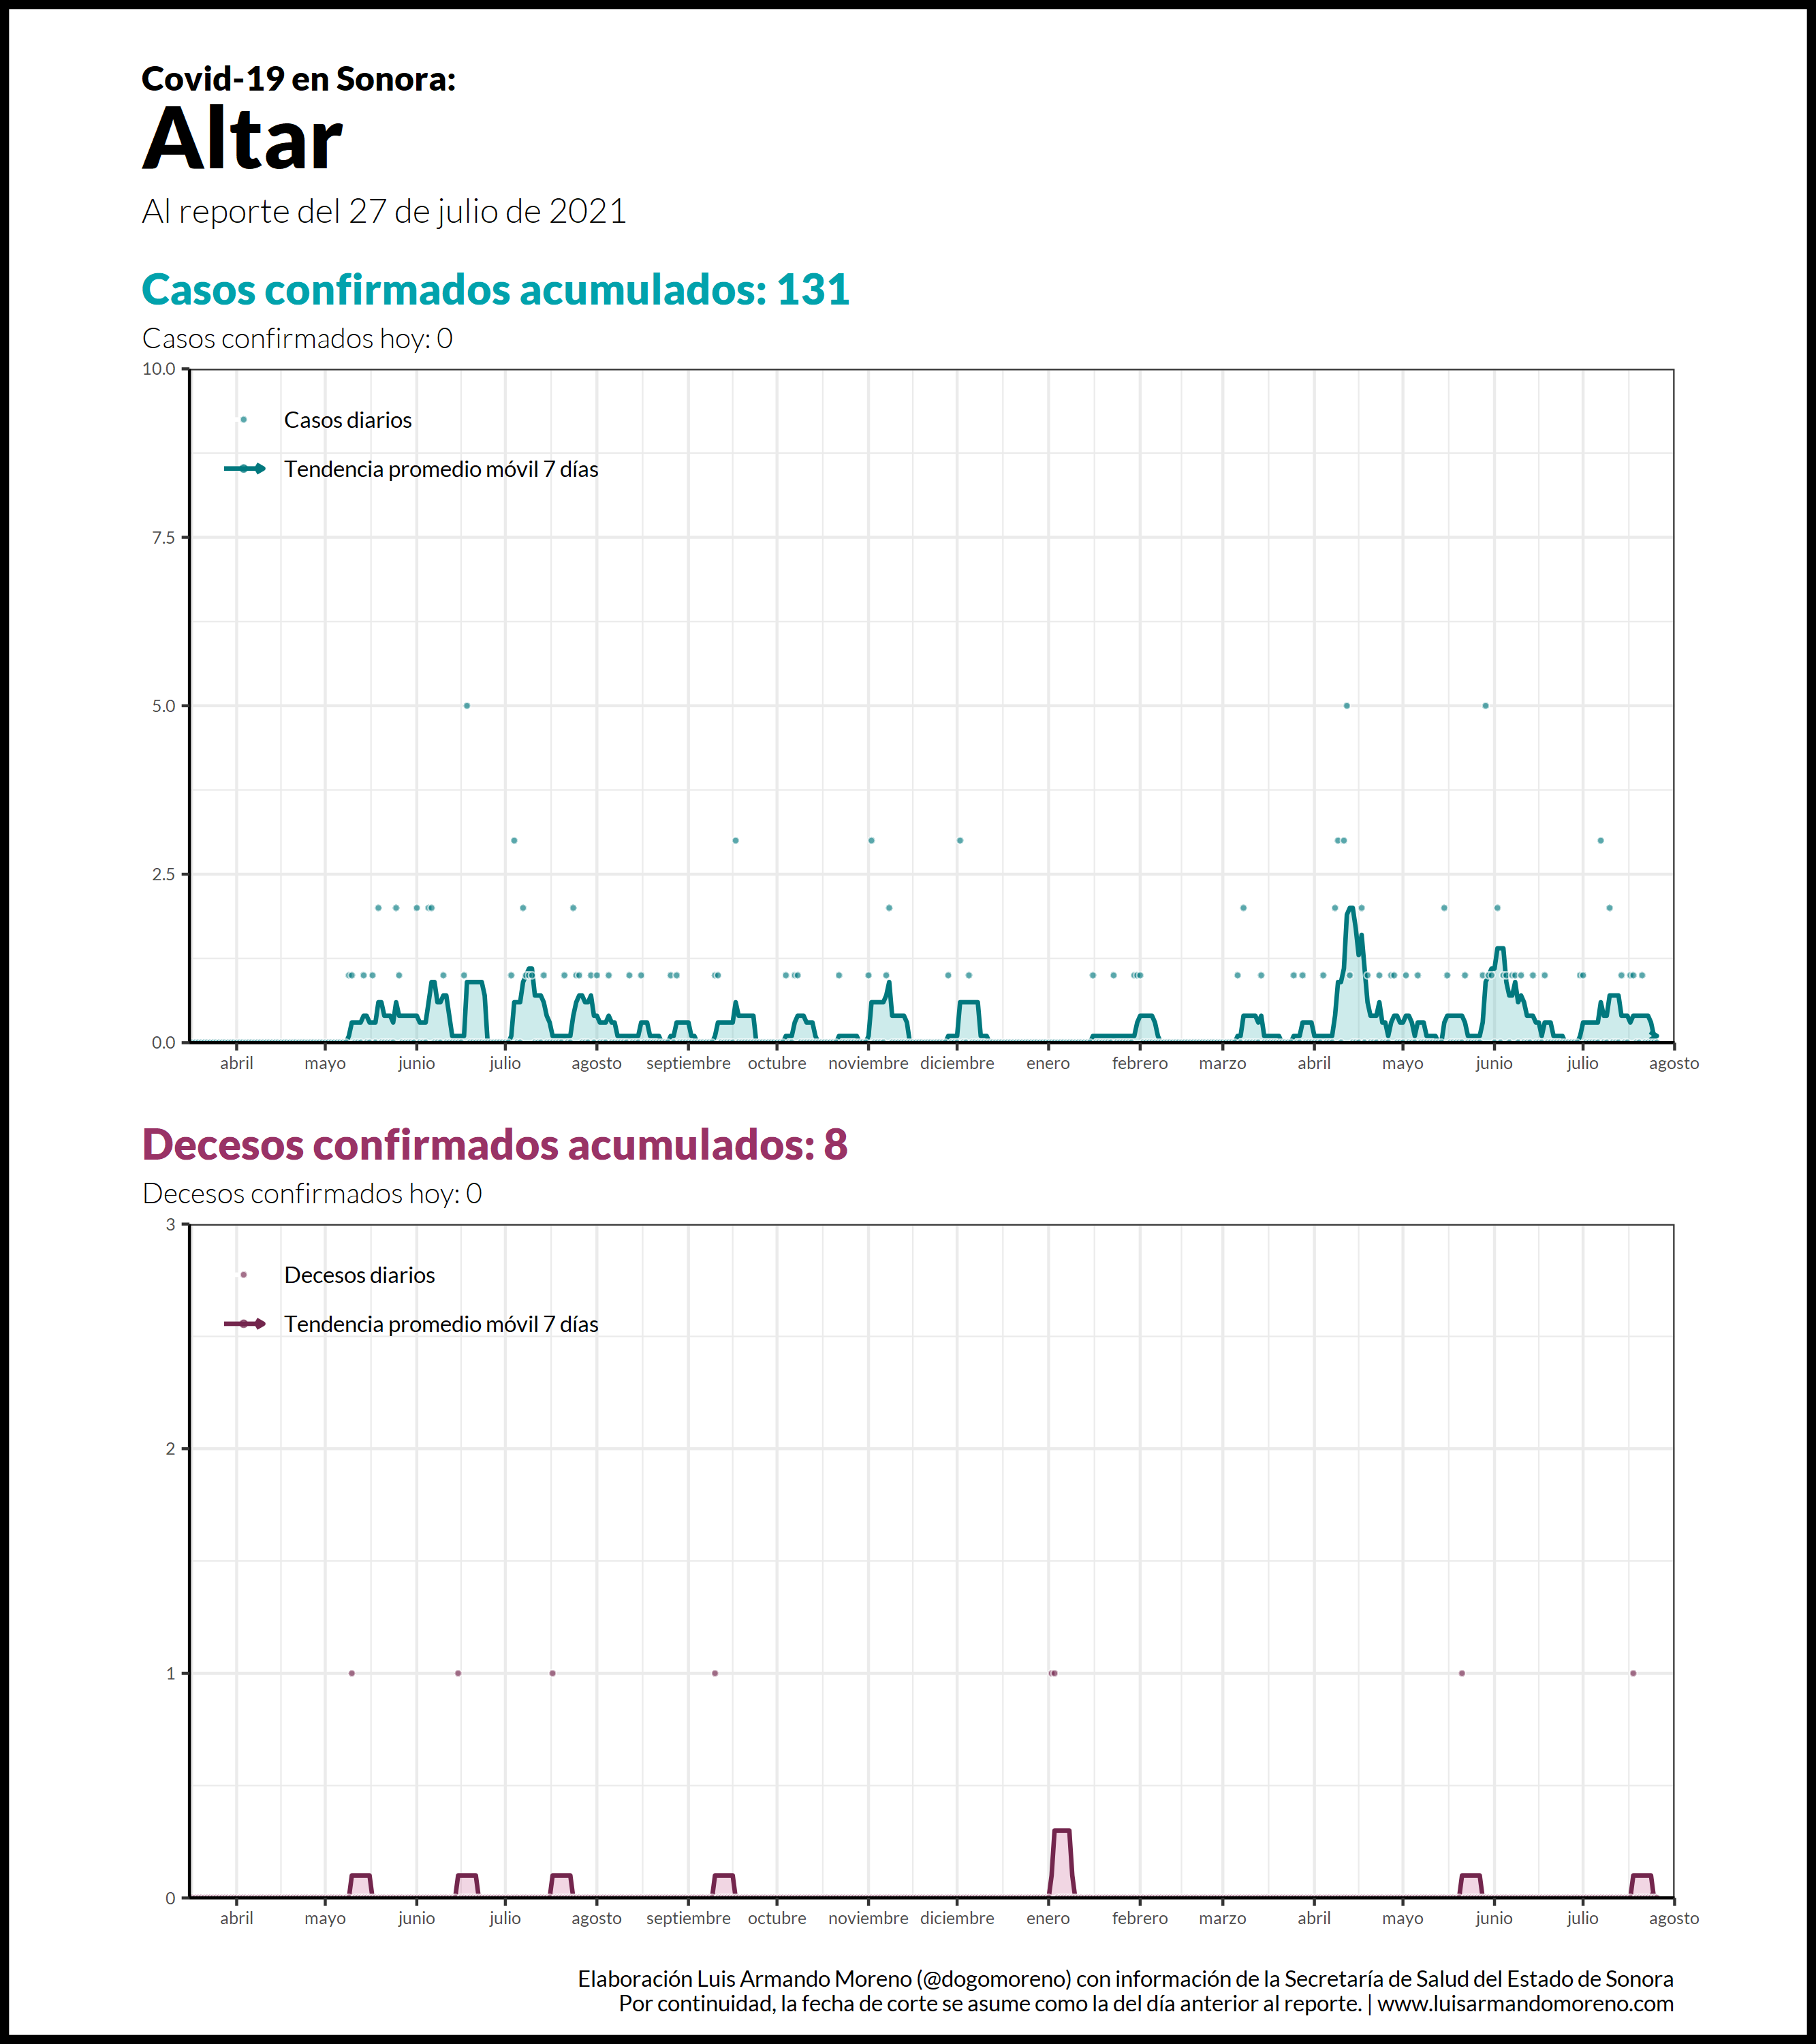 Covid-19 en Sonora:
Altar
Al reporte del 27 de julio de 2021
Casos confirmados acumulados: 131
Casos confirmados hoy: 0
10.0
Casos diarios
Tendencia promedio móvil 7 días
7.5
5.0
2.5
0.0
abril mayo junio julio agosto septiembre octubre noviembre diciembre enero febrero marzo abril mayo junio julio agosto
Decesos confirmados acumulados: 8
Decesos confirmados hoy: 0
3
Decesos diarios
Tendencia promedio móvil 7 días
2
1
0
abril mayo junio julio agosto septiembre octubre noviembre diciembre enero febrero marzo abril mayo junio julio agosto
Elaboración Luis Armando Moreno (@dogomoreno) con información de la Secretaría de Salud del Estado de Sonora
Por continuidad, la fecha de corte se asume como la del día anterior al reporte. | www.luisarmandomoreno.com